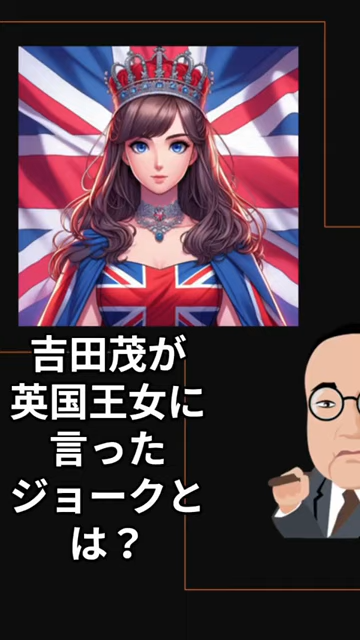 吉田茂が
英国王女に
言った
ジョークと
は？